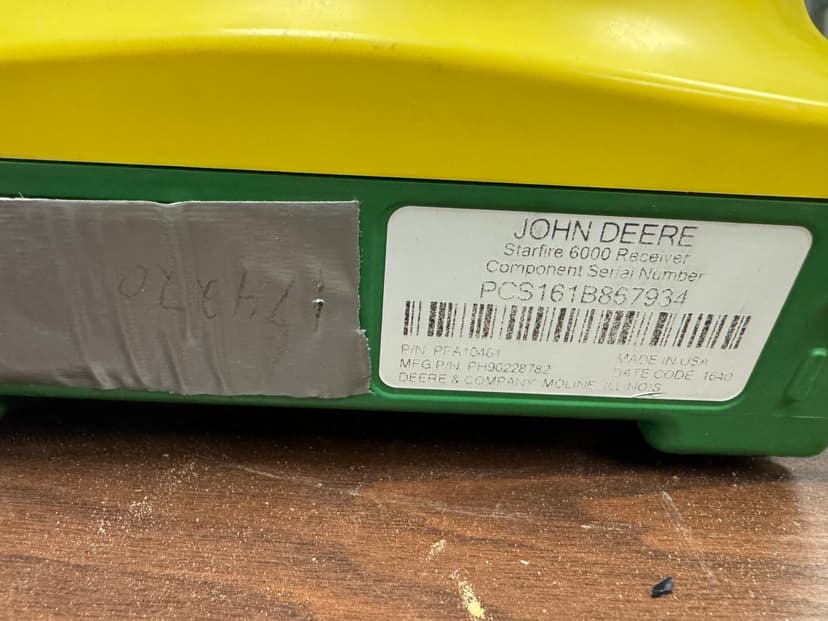 JOHN DEERE
Starfire 6000 Receiver
Component Serial Number
PCS161B857934
P/N: PFA10461
MFG P/N: PH90228782
MADE IN USA
DATE CODE: 1640
DEERE & COMPANY MOLINE, ILLINOIS